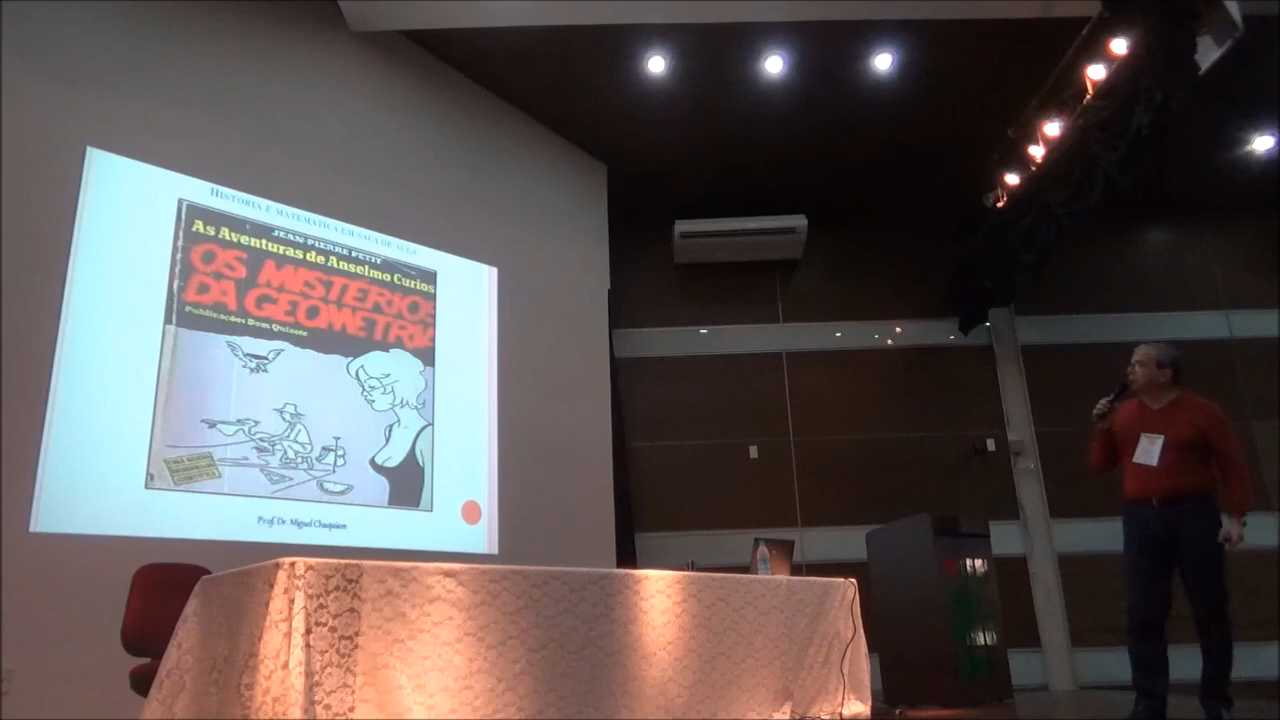 HISTÓRIA E MATEMÁTICA EM SALA DE AULA
JEAN-PIERRE PETIT
As Aventuras de Anselmo Curios
OS MISTÉRIOS
DA GEOMETRIA
Publicações Dom Quixote
Prof. Dr. Miguel Chaquiam